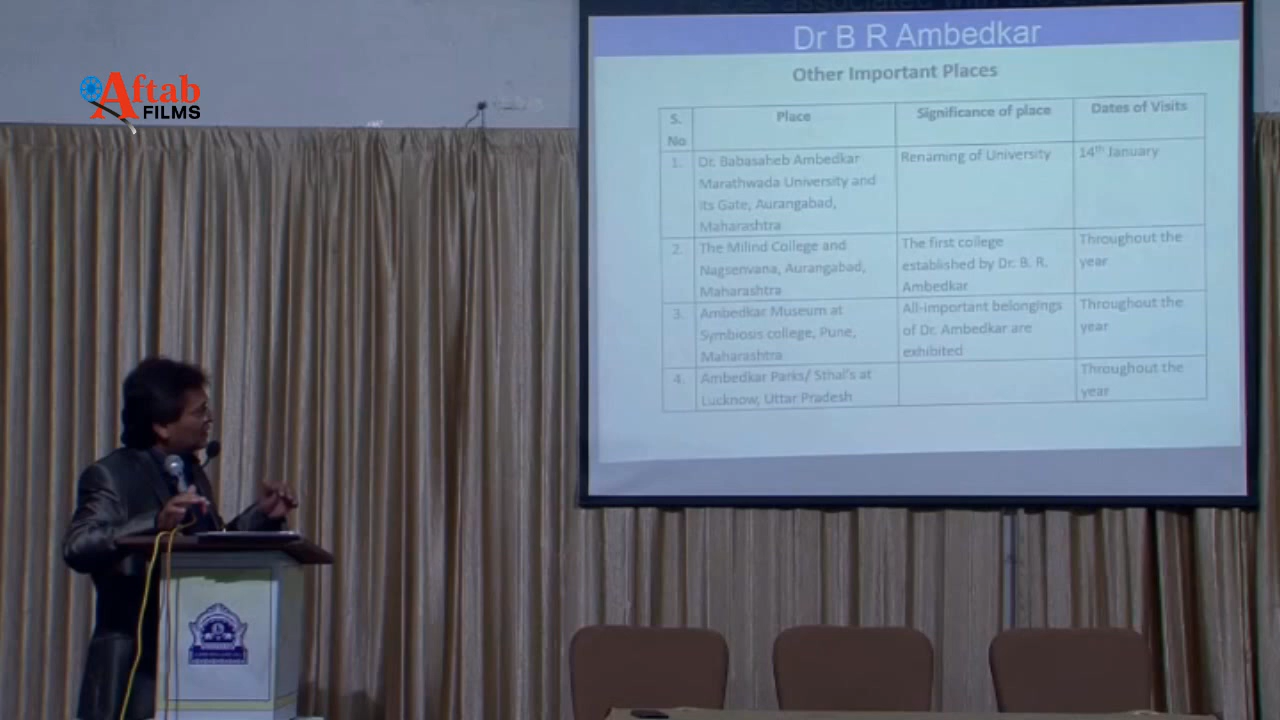 Aftab
FILMS
Dr B R Ambedkar
Other Important Places
S. No
Place
Significance of place
Dates of Visits
1.
Dr. Babasaheb Ambedkar
Marathwada University and
its Gate, Aurangabad,
Maharashtra
Renaming of University
14th January
2.
The Milind College and
Nagsenvana, Aurangabad,
Maharashtra
The first college
established by Dr. B. R.
Ambedkar
Throughout the
year
3.
Ambedkar Museum at
Symbiosis college, Pune,
Maharashtra
All-important belongings
of Dr. Ambedkar are
exhibited
Throughout the
year
4.
Ambedkar Parks/ Sthal's at
Lucknow, Uttar Pradesh
Throughout the
year